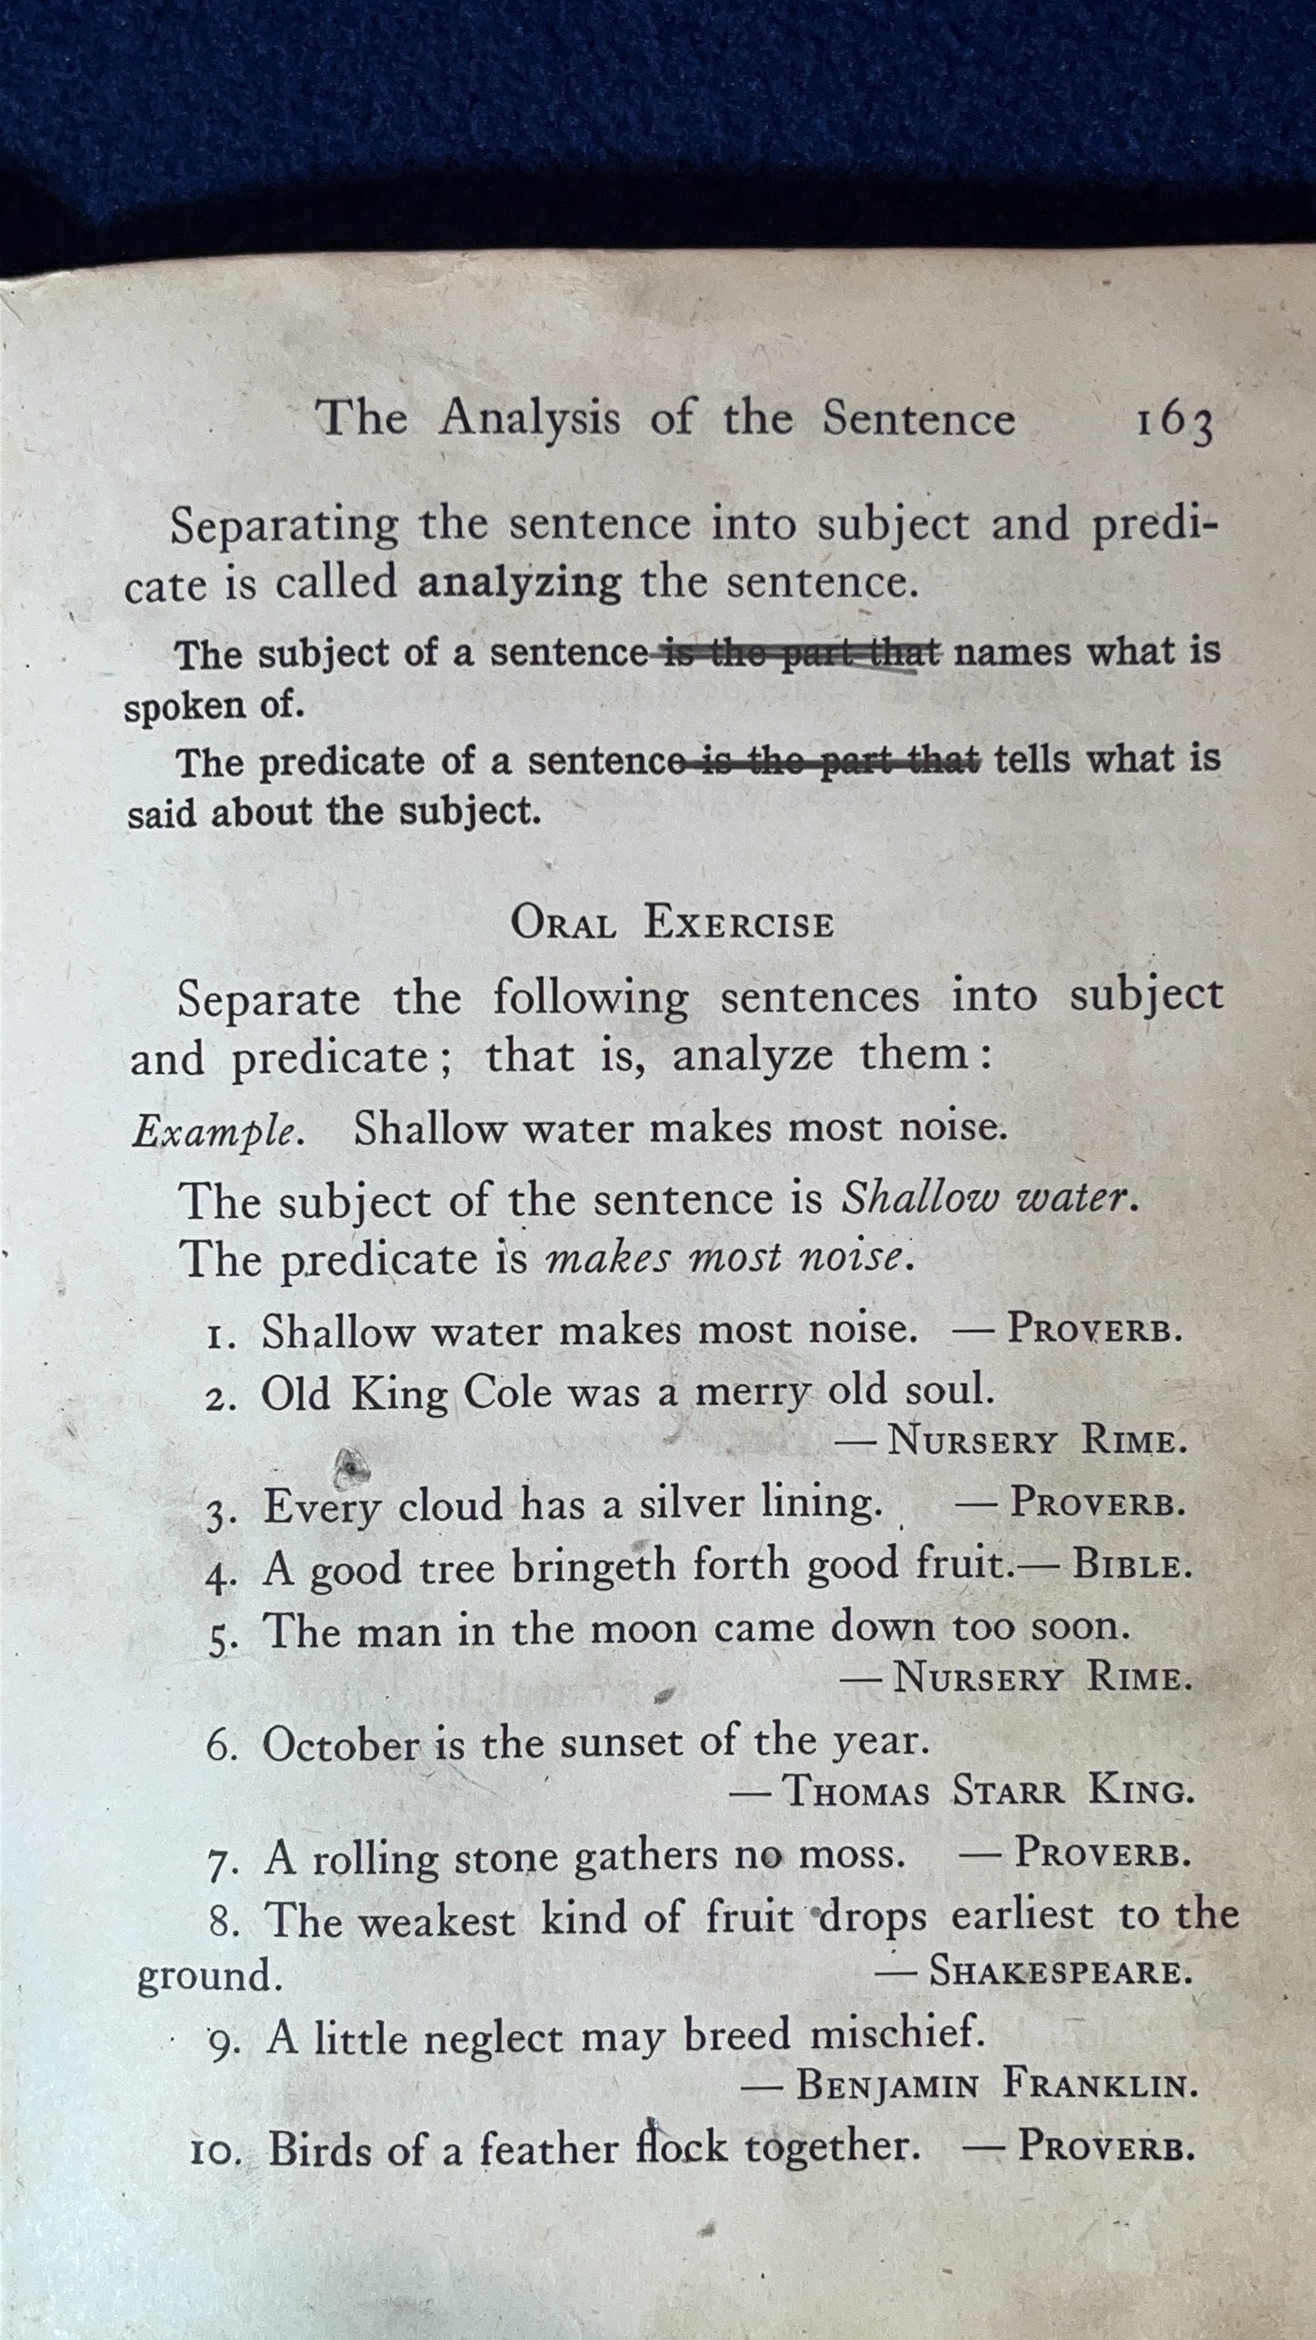 The Analysis of the Sentence 163
Separating the sentence into subject and predi-
cate is called analyzing the sentence.
The subject of a sentence is the part that names what is
spoken of.
The predicate of a sentence is the part that tells what is
said about the subject.
ORAL EXERCISE
Separate the following sentences into subject
and predicate; that is, analyze them:
Example. Shallow water makes most noise.
The subject of the sentence is Shallow water.
The predicate is makes most noise.
1. Shallow water makes most noise. — PROVERB.
2. Old King Cole was a merry old soul.
— NURSERY RIME.
3. Every cloud has a silver lining. — PROVERB.
4. A good tree bringeth forth good fruit.— BIBLE.
5. The man in the moon came down too soon.
— NURSERY RIME.
6. October is the sunset of the year.
— THOMAS STARR KING.
7. A rolling stone gathers no moss. — PROVERB.
8. The weakest kind of fruit drops earliest to the
ground. — SHAKESPEARE.
9. A little neglect may breed mischief.
— BENJAMIN FRANKLIN.
10. Birds of a feather flock together. — PROVERB.